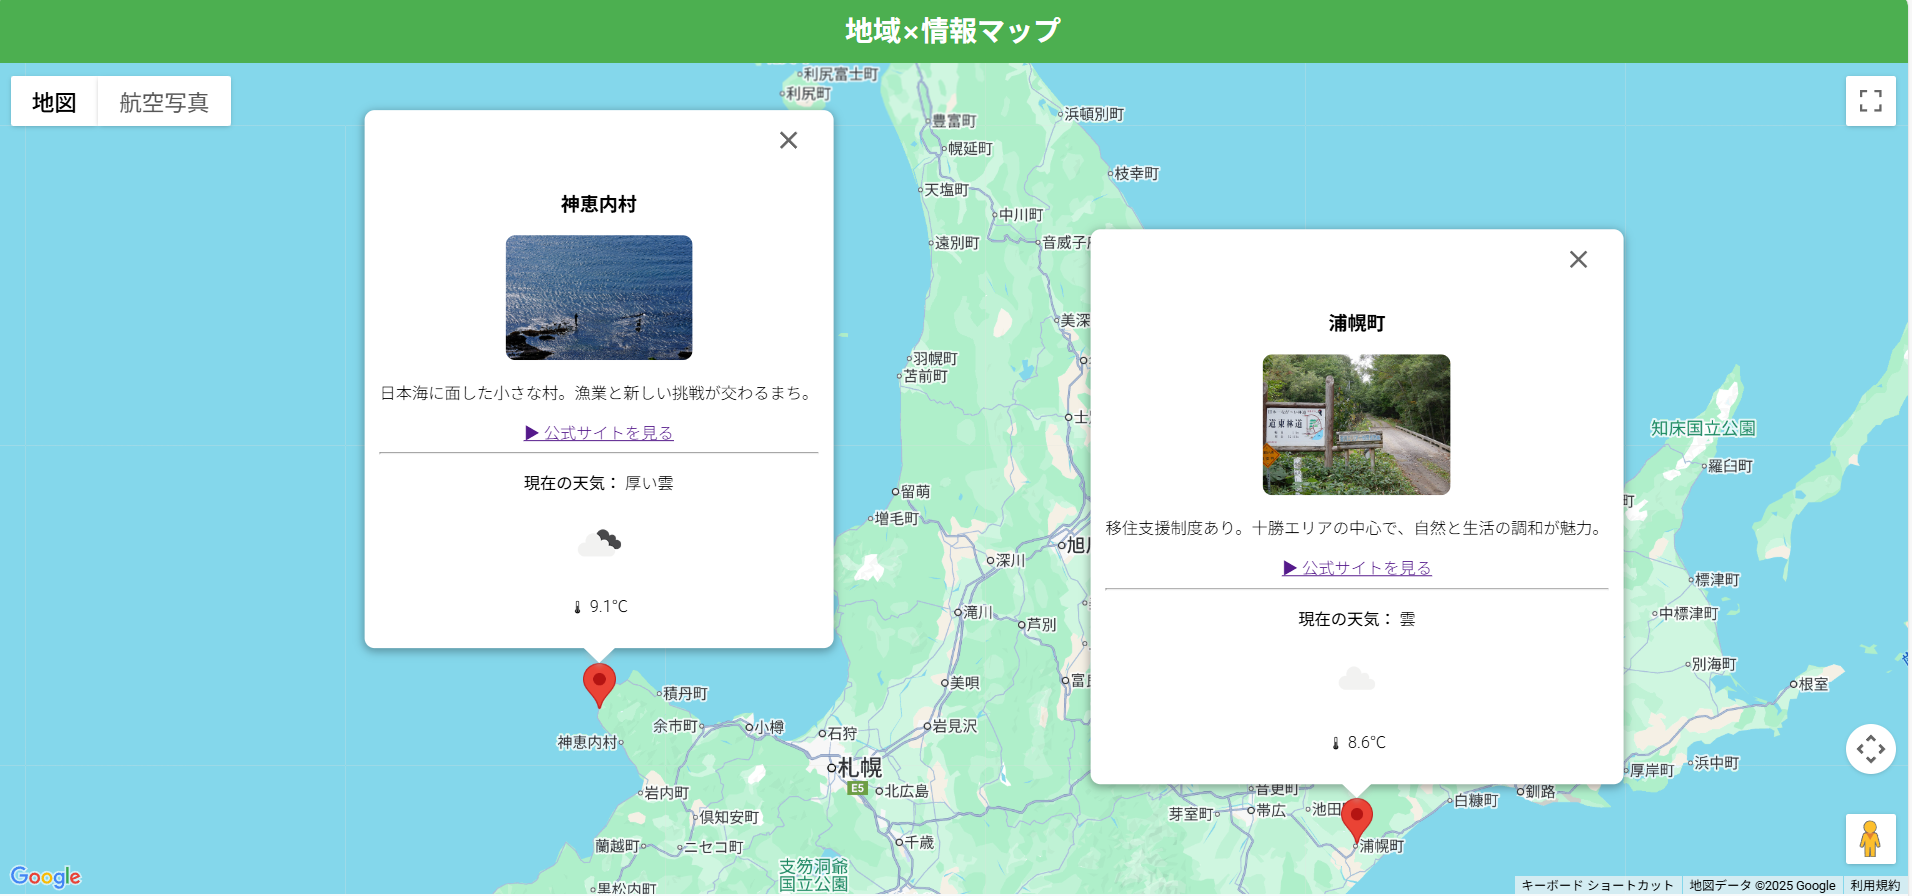 地域×情報マップ
地図
航空写真
利尻富士町
利尻町
豊富町
浜頓別町
幌延町
枝幸町
天塩町
中川町
遠別町
音威子府
神恵内村
日本海に面した小さな村。漁業と新しい挑戦が交わるまち。
▶ 公式サイトを見る
現在の天気： 厚い雲
🌡 9.1°C
浦幌町
道東林道
移住支援制度あり。十勝エリアの中心で、自然と生活の調和が魅力。
▶ 公式サイトを見る
現在の天気： 雲
🌡 8.6°C
美深
羽幌町
苫前町
士
知床国立公園
羅臼町
町
留萌
増毛町
旭川
深川
標津町
滝川
芦別
中標津町
別海町
美唄
富良
根室
積丹町
余市町
小樽
石狩
岩見沢
神恵内村
札幌
E5
北広島
岩内町
倶知安町
蘭越町
ニセコ町
千歳
支笏洞爺
国立公園
黒松内町
音更町
芽室町
帯広
池田
浦幌町
白糠町
釧路
厚岸町
浜中町
Google
キーボード ショートカット
地図データ ©2025 Google
利用規約